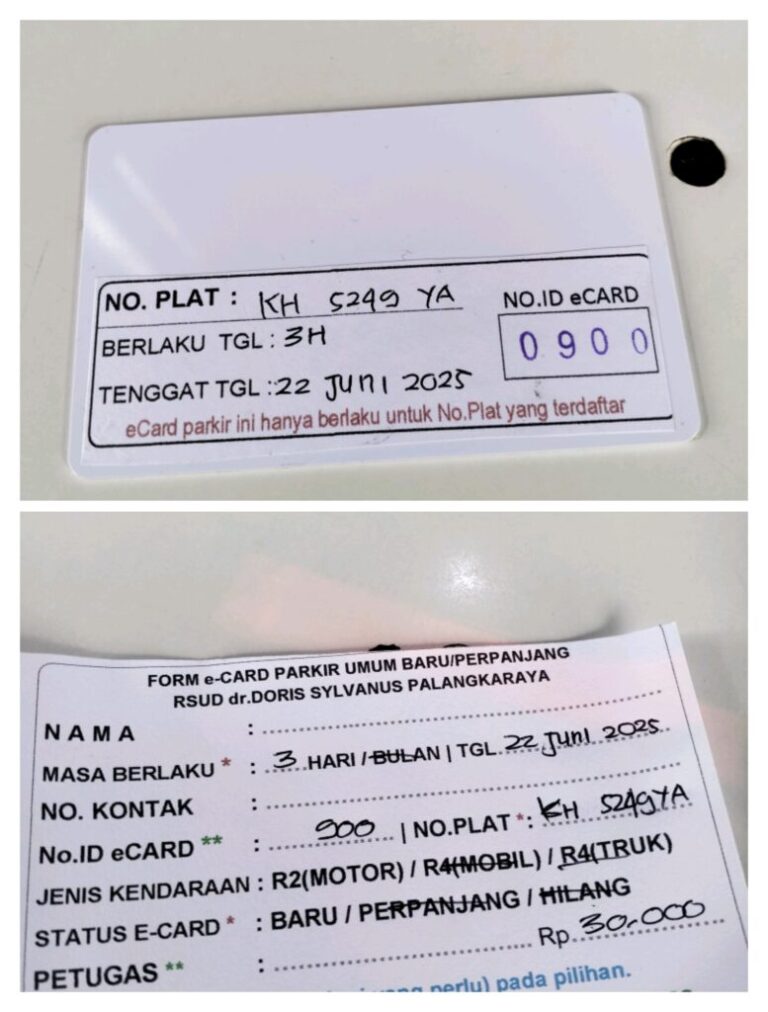 NO. PLAT : KH 5249 YA
NO.ID eCARD
BERLAKU TGL : 3H
0900
TENGGAT TGL : 22 JUNI 2025
eCard parkir ini hanya berlaku untuk No.Plat yang terdaftar
FORM e-CARD PARKIR UMUM BARU/PERPANJANG
RSUD dr.DORIS SYLVANUS PALANGKARAYA
NAMA :
MASA BERLAKU * : 3 HARI / BULAN | TGL 22 JUNI 2025
NO. KONTAK :
No.ID eCARD ** : 900 | NO.PLAT * : KH 5249 YA
JENIS KENDARAAN : R2(MOTOR) / R4(MOBIL) / R4(TRUK)
STATUS E-CARD * : BARU / PERPANJANG / HILANG
PETUGAS ** : Rp 30.000
perlu) pada pilihan.